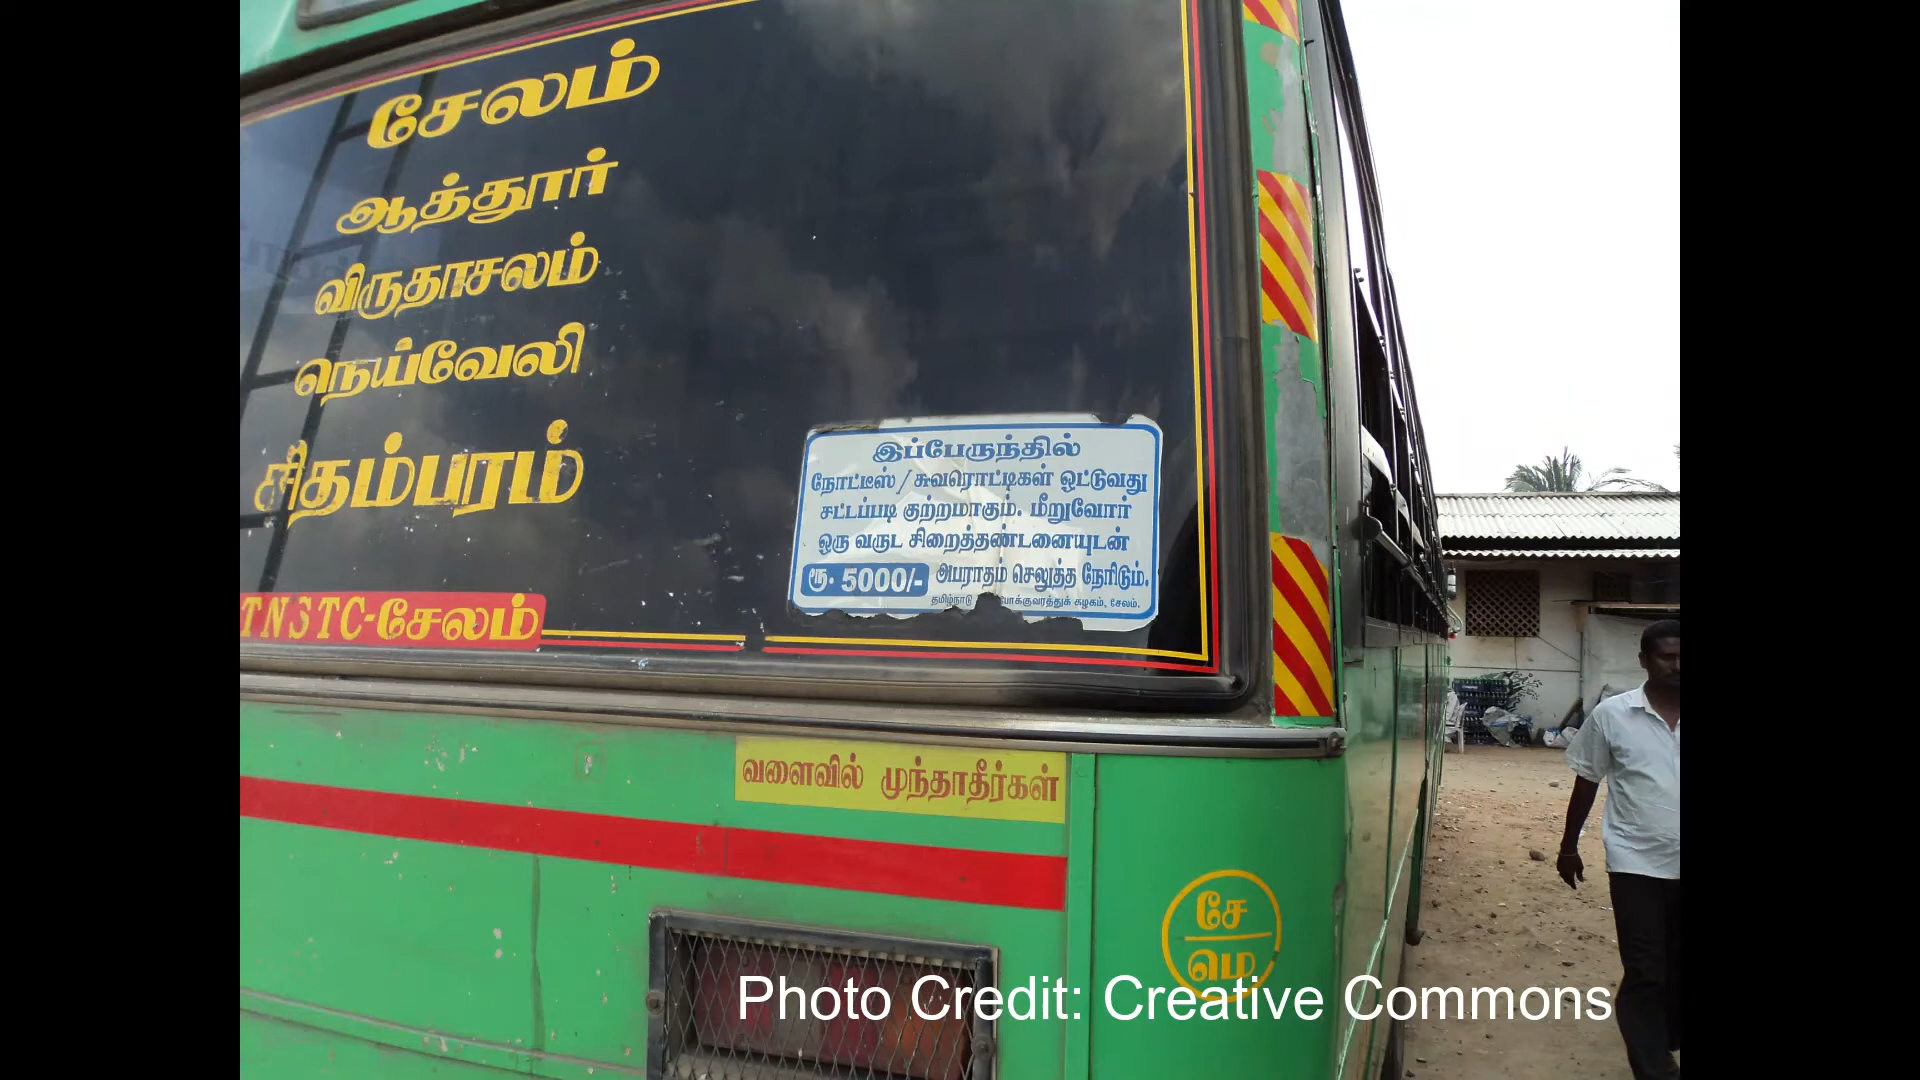 சேலம்
ஆத்தூர்
விருதாசலம்
நெய்வேலி
சிதம்பரம்
இப்பேருந்தில்
நோட்டீஸ் / சுவரொட்டிகள் ஒட்டுவது
சட்டப்படி குற்றமாகும். மீறுவோர்
ஒரு வருட சிறைத்தண்டனையுடன்
ரூ. 5000/- அபராதம் செலுத்த நேரிடும்.
தமிழ்நாடு கழகம், சேலம்.
TNSTC-சேலம்
வளைவில் முந்தாதீர்கள்
சே
மெ
Photo Credit: Creative Commons